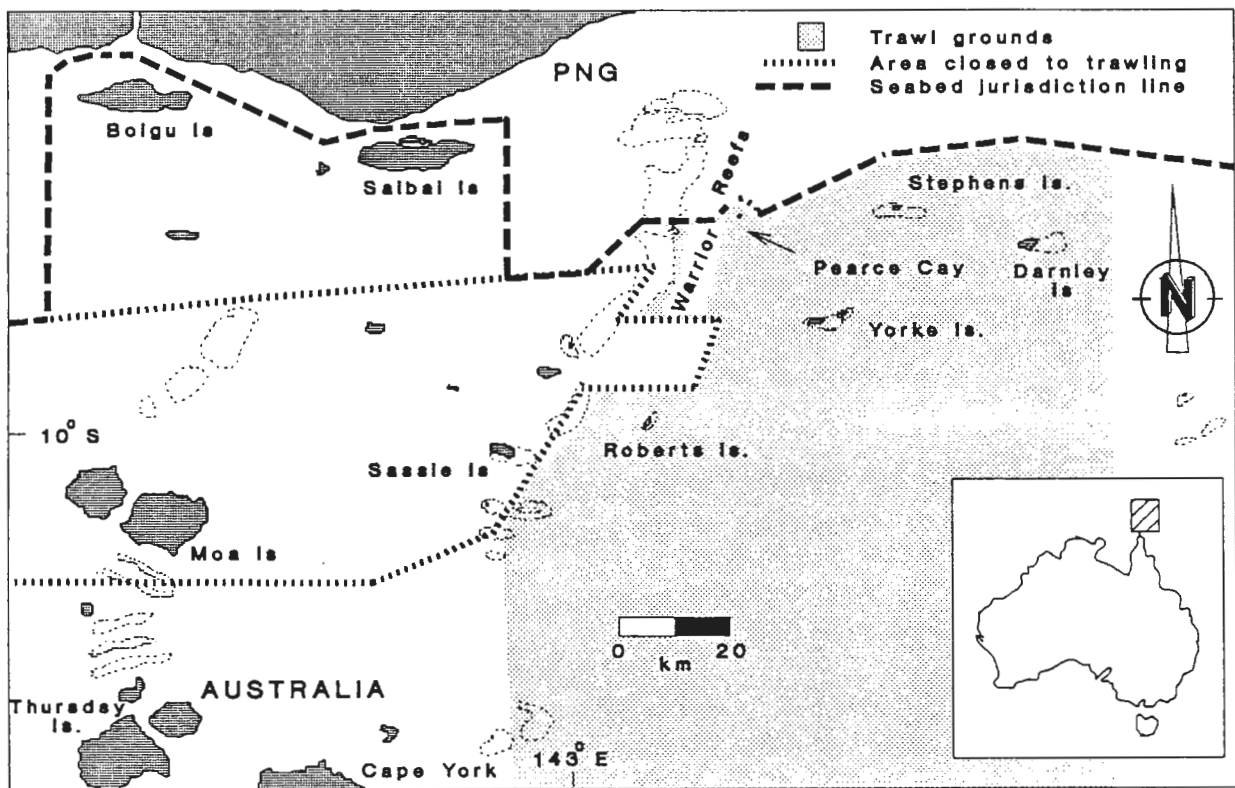 Trawl grounds
Area closed to trawling
Seabed jurisdiction line
PNG
Boigu Is
Saibai Is
Warrior Reefs
Stephens Is.
Pearce Cay
Darnley
Is
Yorke Is.
N
10° S
Roberts Is.
Sassie Is
Moa Is
0 20
km
AUSTRALIA
Thursday
Is.
Cape York
143° E